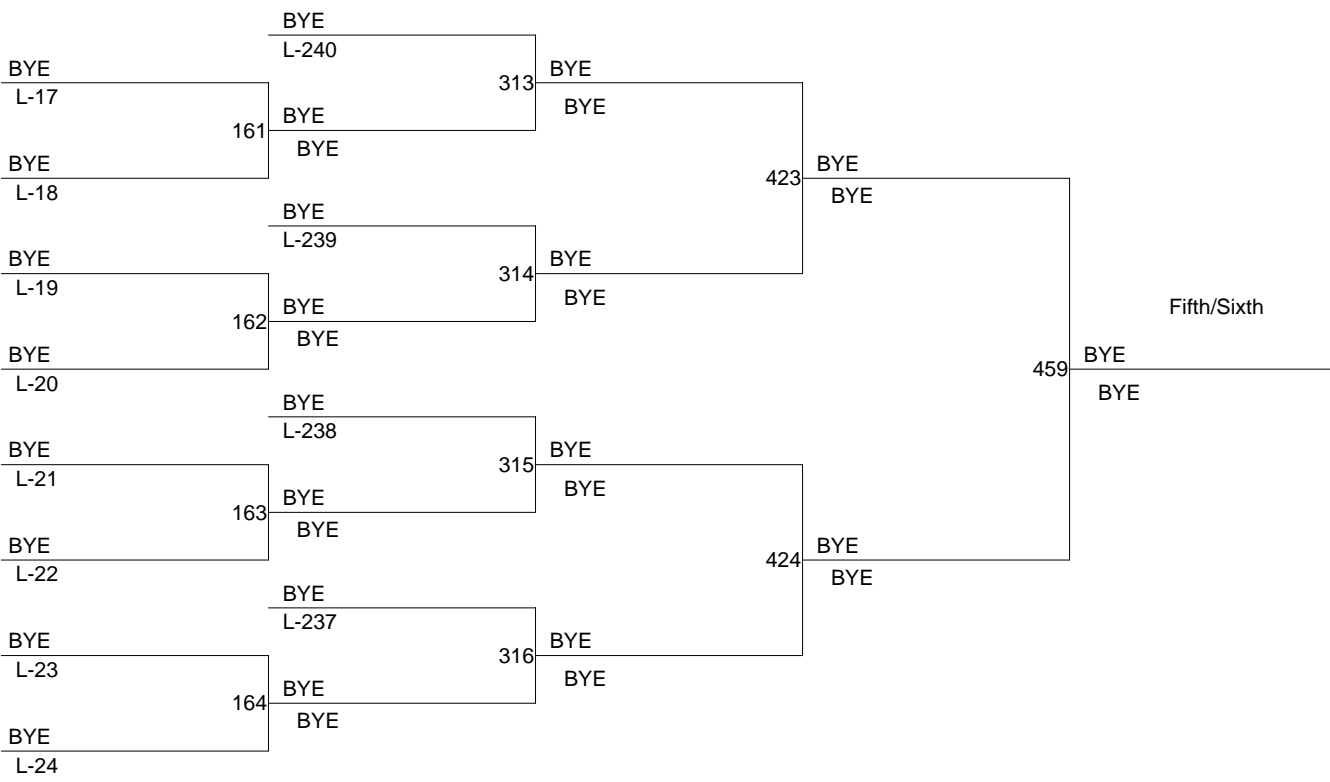 BYE
L-240
BYE
L-17
313
BYE
BYE
161
BYE
BYE
BYE
L-18
423
BYE
BYE
BYE
L-239
BYE
L-19
314
BYE
BYE
162
BYE
BYE
Fifth/Sixth
BYE
L-20
459
BYE
BYE
BYE
L-238
BYE
L-21
315
BYE
BYE
163
BYE
BYE
BYE
L-22
424
BYE
BYE
BYE
L-237
BYE
L-23
316
BYE
BYE
164
BYE
BYE
BYE
L-24